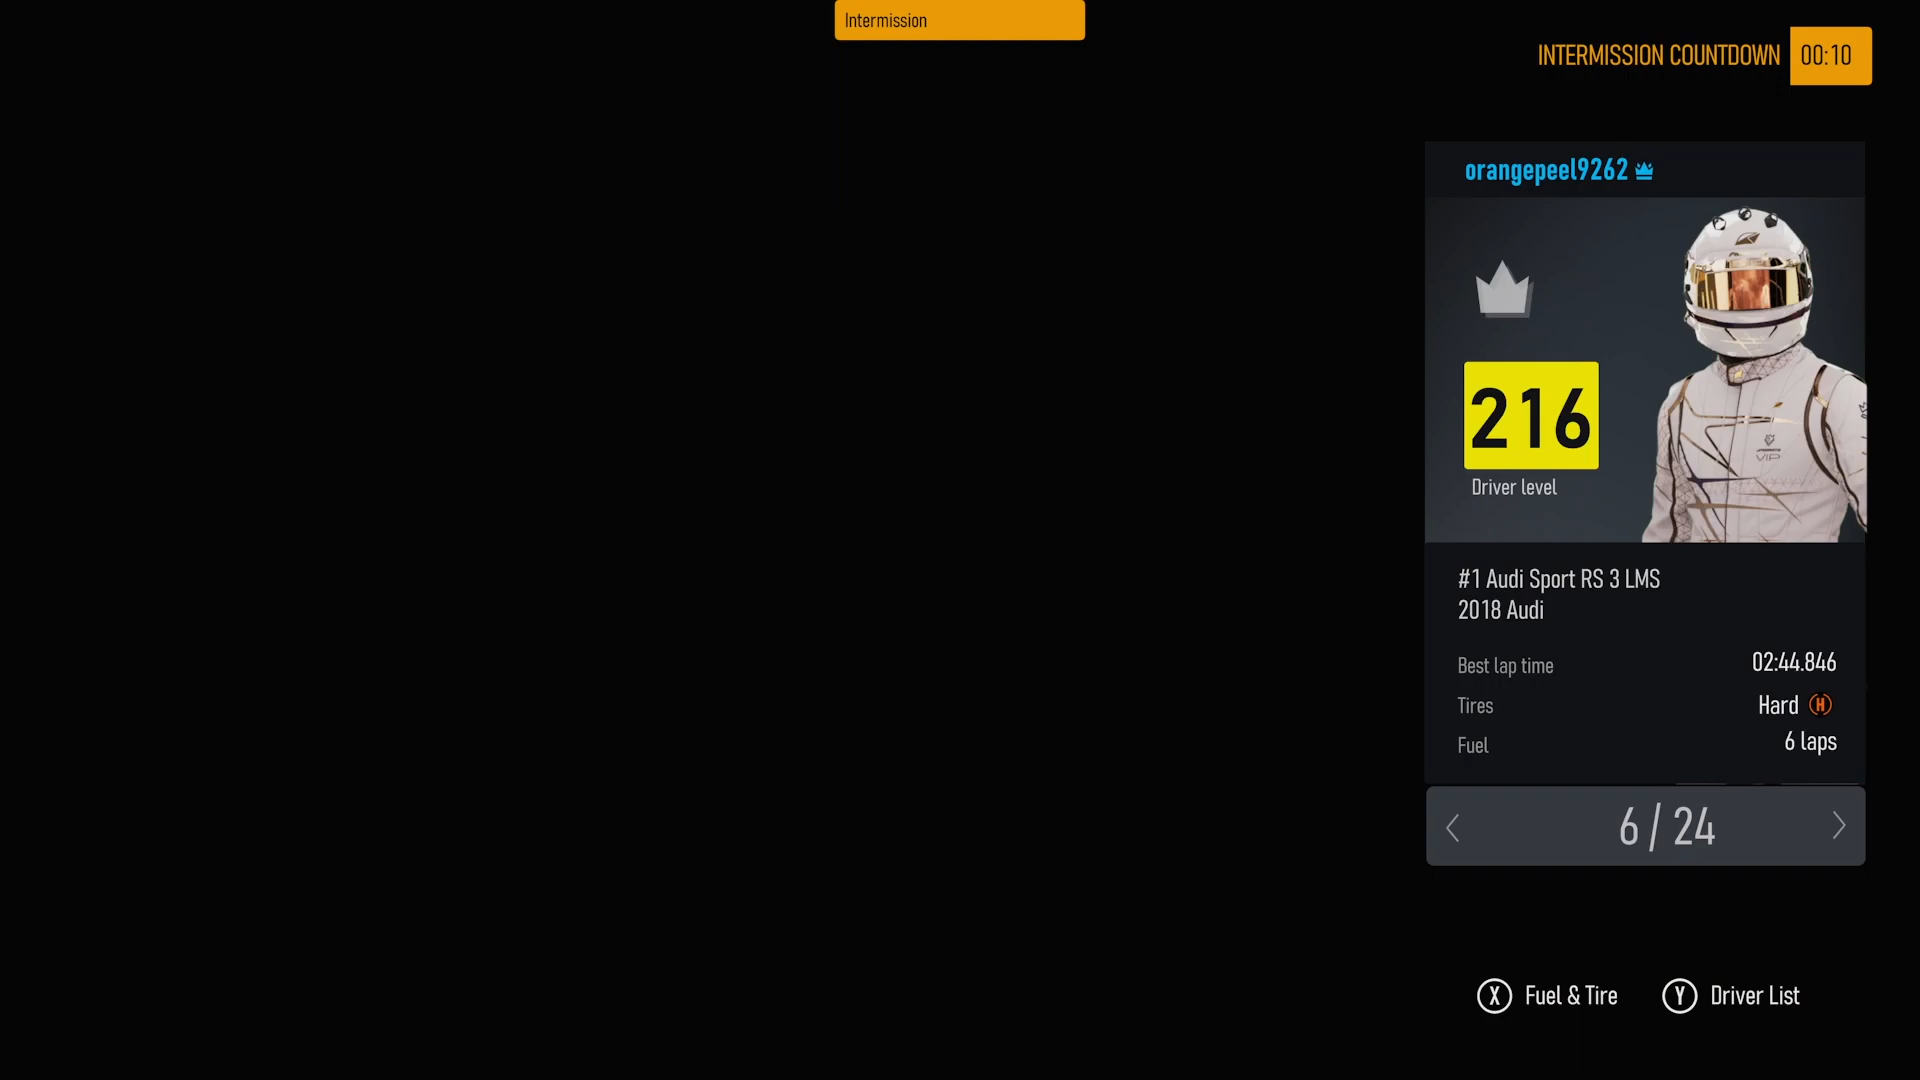 Intermission
INTERMISSION COUNTDOWN 00:10
orangepeel9262
216
Driver level
VIP
#1 Audi Sport RS 3 LMS
2018 Audi
Best lap time 02:44.846
Tires Hard H
Fuel 6 laps
6 / 24
X Fuel & Tire Y Driver List